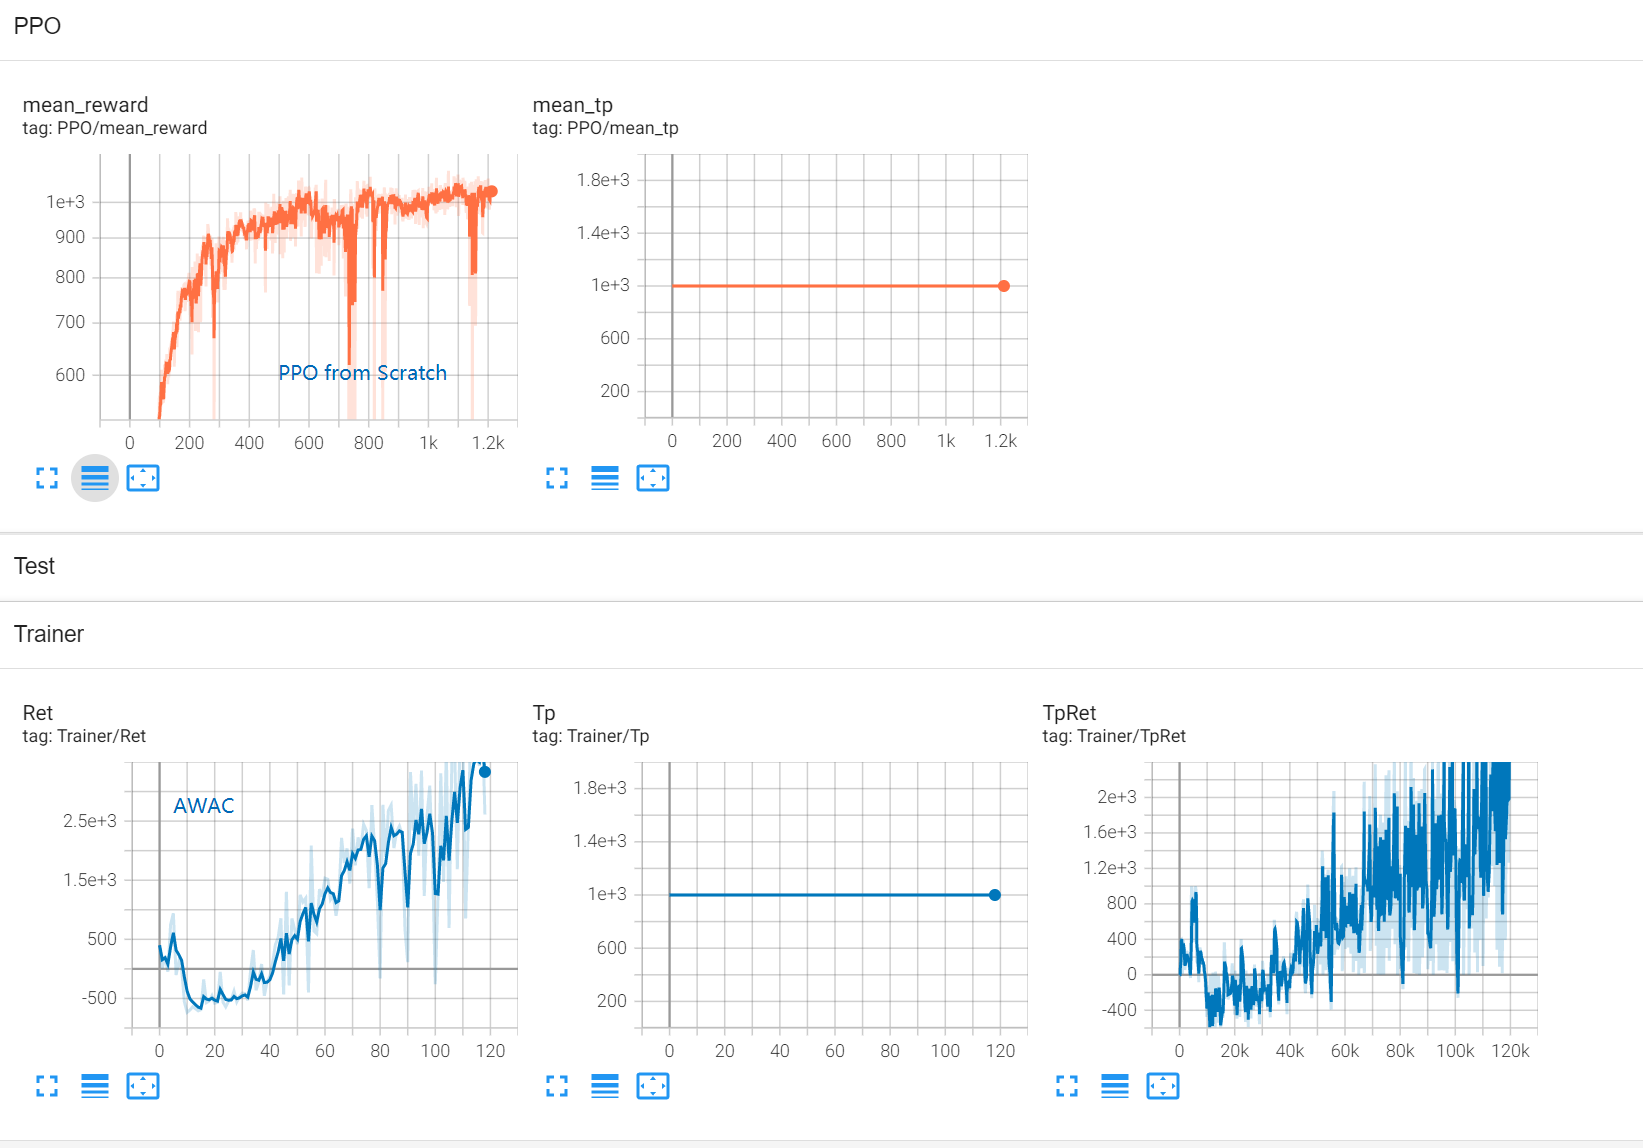 PPO
mean_reward
tag: PPO/mean_reward
1e+3
900
800
700
600
PPO from Scratch
0 200 400 600 800 1k 1.2k
mean_tp
tag: PPO/mean_tp
1.8e+3
1.4e+3
1e+3
600
200
0 200 400 600 800 1k 1.2k
Test
Trainer
Ret
tag: Trainer/Ret
AWAC
2.5e+3
1.5e+3
500
-500
0 20 40 60 80 100 120
Tp
tag: Trainer/Tp
1.8e+3
1.4e+3
1e+3
600
200
0 20 40 60 80 100 120
TpRet
tag: Trainer/TpRet
2e+3
1.6e+3
1.2e+3
800
400
0
-400
0 20k 40k 60k 80k 100k 120k